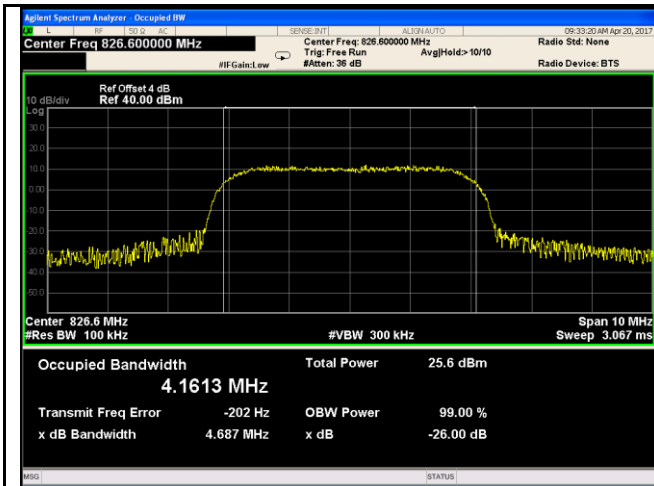 Agilent Spectrum Analyzer - Occupied BW
L RF 50 Ω AC SENSE:INT ALIGN AUTO 09:33:20 AM Apr 20, 2017
Center Freq 826.600000 MHz Center Freq: 826.600000 MHz Radio Std: None
Trig: Free Run Avg|Hold:>10/10
#IFGain:Low #Atten: 36 dB Radio Device: BTS
Ref Offset 4 dB
10 dB/div Ref 40.00 dBm
Log
30.0
20.0
10.0
0.00
-10.0
-20.0
-30.0
-40.0
-50.0
Center 826.6 MHz Span 10 MHz
#Res BW 100 kHz #VBW 300 kHz Sweep 3.067 ms
Occupied Bandwidth Total Power 25.6 dBm
4.1613 MHz
Transmit Freq Error -202 Hz OBW Power 99.00 %
x dB Bandwidth 4.687 MHz x dB -26.00 dB
MSG STATUS